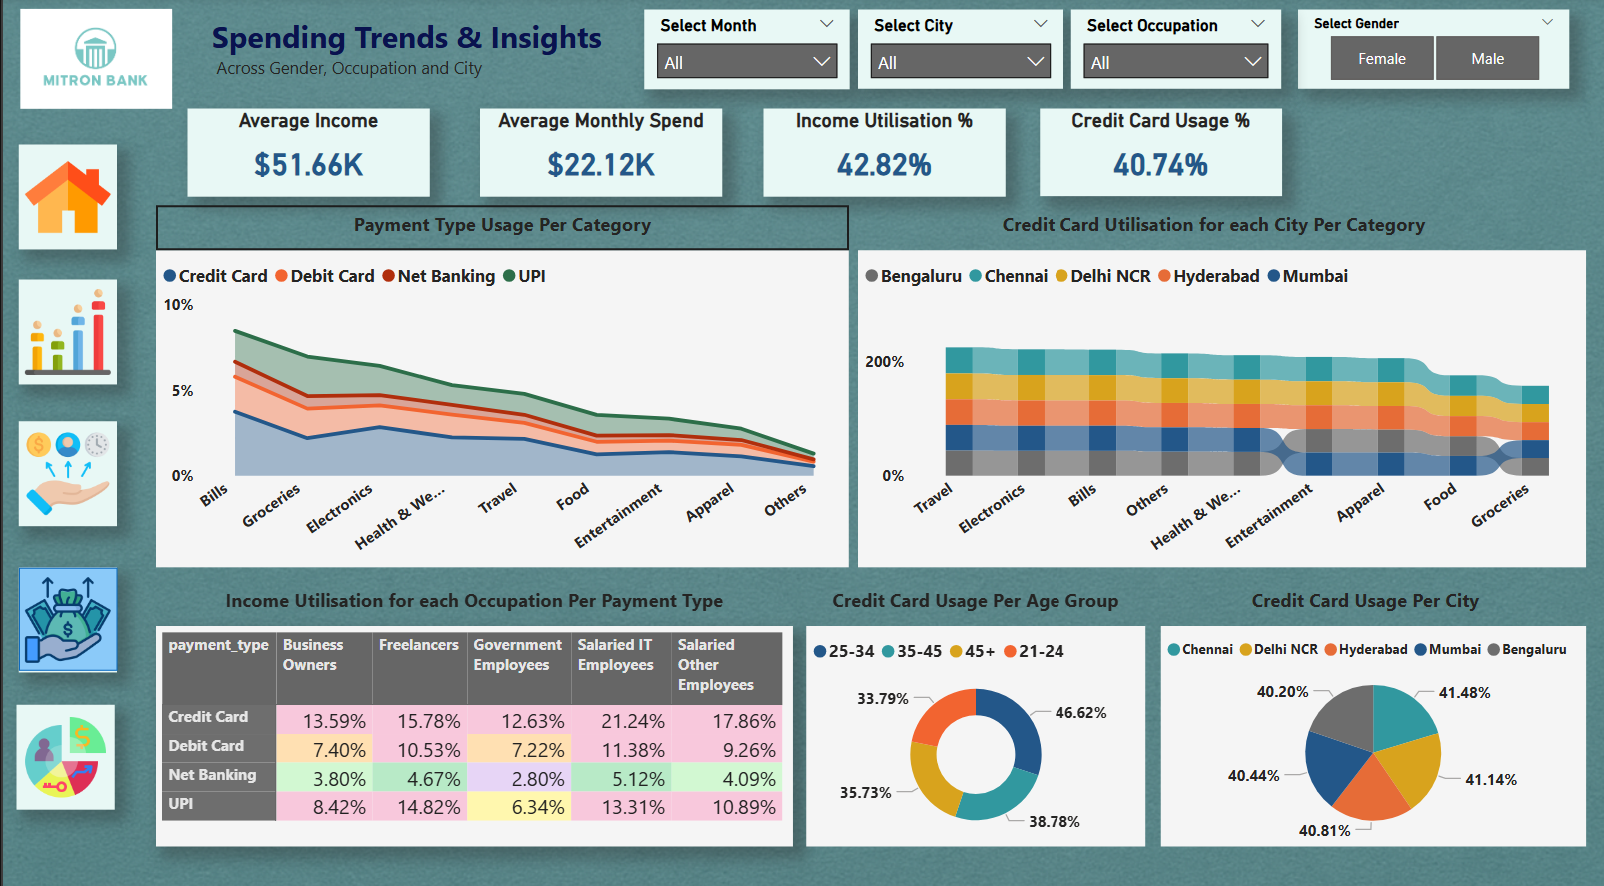 MITRON BANK
Spending Trends & Insights
Across Gender, Occupation and City
Select Month
All
Select City
All
Select Occupation
All
Select Gender
Female
Male
Average Income
$51.66K
Average Monthly Spend
$22.12K
Income Utilisation %
42.82%
Credit Card Usage %
40.74%
Payment Type Usage Per Category
Credit Card Debit Card Net Banking UPI
10%
5%
0%
Bills
Groceries
Electronics
Health & We...
Travel
Food
Entertainment
Apparel
Others
Credit Card Utilisation for each City Per Category
Bengaluru Chennai Delhi NCR Hyderabad Mumbai
200%
0%
Travel
Electronics
Bills
Others
Health & We...
Entertainment
Apparel
Food
Groceries
Income Utilisation for each Occupation Per Payment Type
payment_type Business Owners Freelancers Government Employees Salaried IT Employees Salaried Other Employees
Credit Card 13.59% 15.78% 12.63% 21.24% 17.86%
Debit Card 7.40% 10.53% 7.22% 11.38% 9.26%
Net Banking 3.80% 4.67% 2.80% 5.12% 4.09%
UPI 8.42% 14.82% 6.34% 13.31% 10.89%
Credit Card Usage Per Age Group
25-34 35-45 45+ 21-24
33.79%
46.62%
35.73%
38.78%
Credit Card Usage Per City
Chennai Delhi NCR Hyderabad Mumbai Bengaluru
40.20%
41.48%
40.44%
41.14%
40.81%